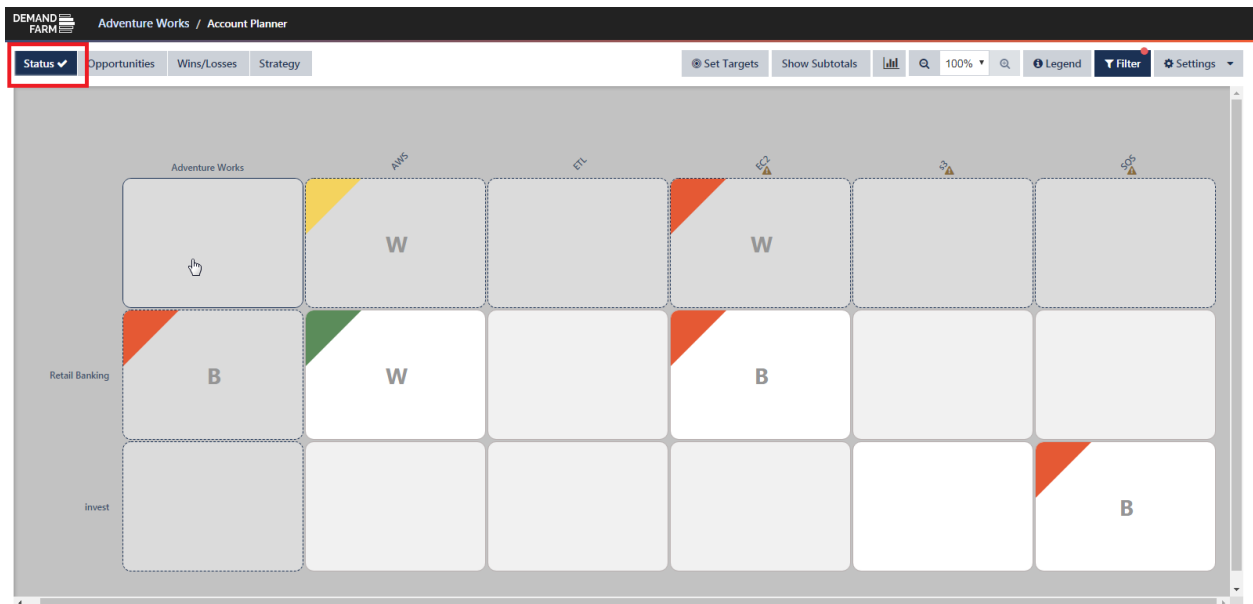 DEMAND
FARM
Adventure Works / Account Planner
Status Opportunities Wins/Losses Strategy Set Targets Show Subtotals 100% Legend Filter Settings
Adventure Works AWS ETL EC2 S3 SOS
W W
Retail Banking B W B
invest B